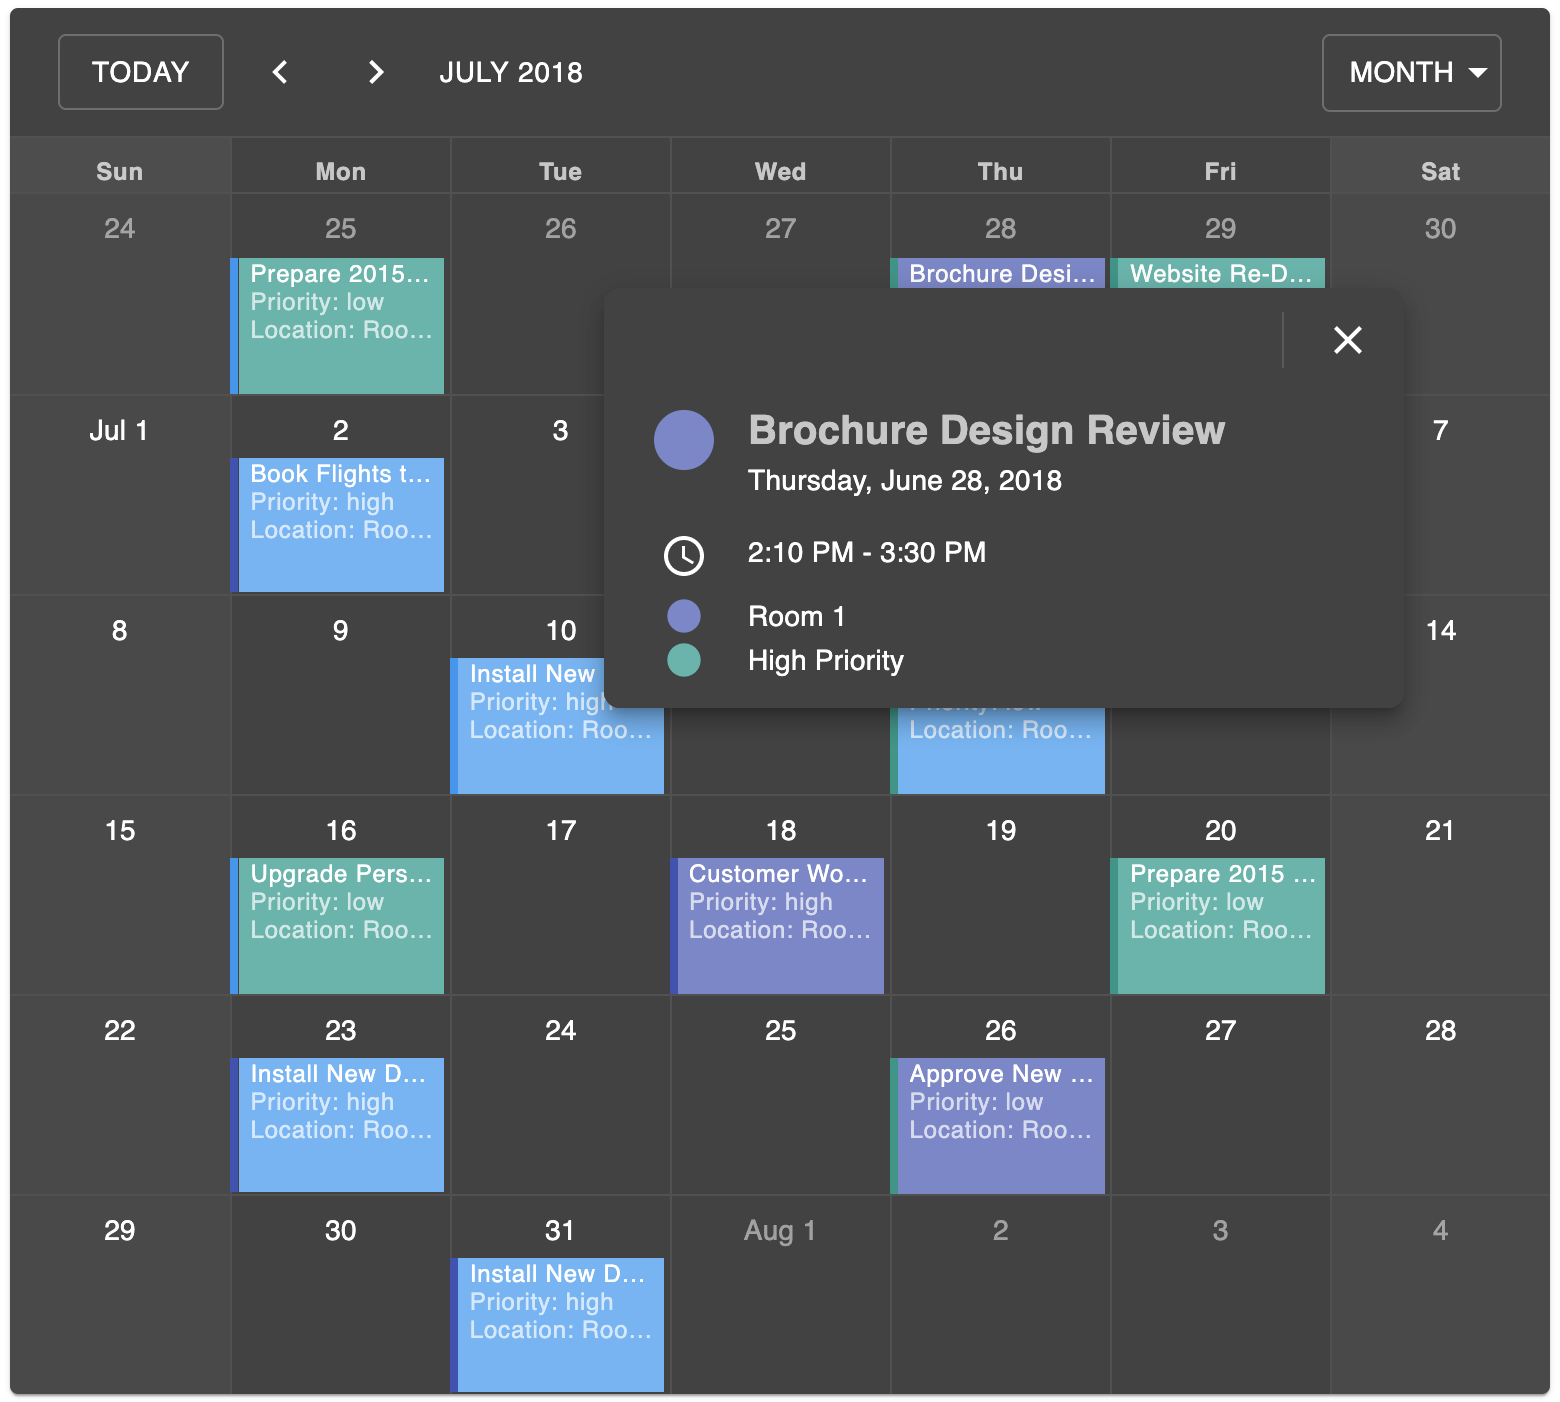 TODAY JULY 2018 MONTH
Sun Mon Tue Wed Thu Fri Sat
24 25 26 27 28 29 30
Prepare 2015... Brochure Desi... Website Re-D...
Priority: low
Location: Roo...
Brochure Design Review
Thursday, June 28, 2018
2:10 PM - 3:30 PM
Room 1
High Priority
Jul 1 2 3 7
Book Flights t...
Priority: high
Location: Roo...
8 9 10 14
Install New
Priority: high
Location: Roo... Location: Roo...
15 16 17 18 19 20 21
Upgrade Pers... Customer Wo... Prepare 2015 ...
Priority: low Priority: high Priority: low
Location: Roo... Location: Roo... Location: Roo...
22 23 24 25 26 27 28
Install New D... Approve New ...
Priority: high Priority: low
Location: Roo... Location: Roo...
29 30 31 Aug 1 2 3 4
Install New D...
Priority: high
Location: Roo...